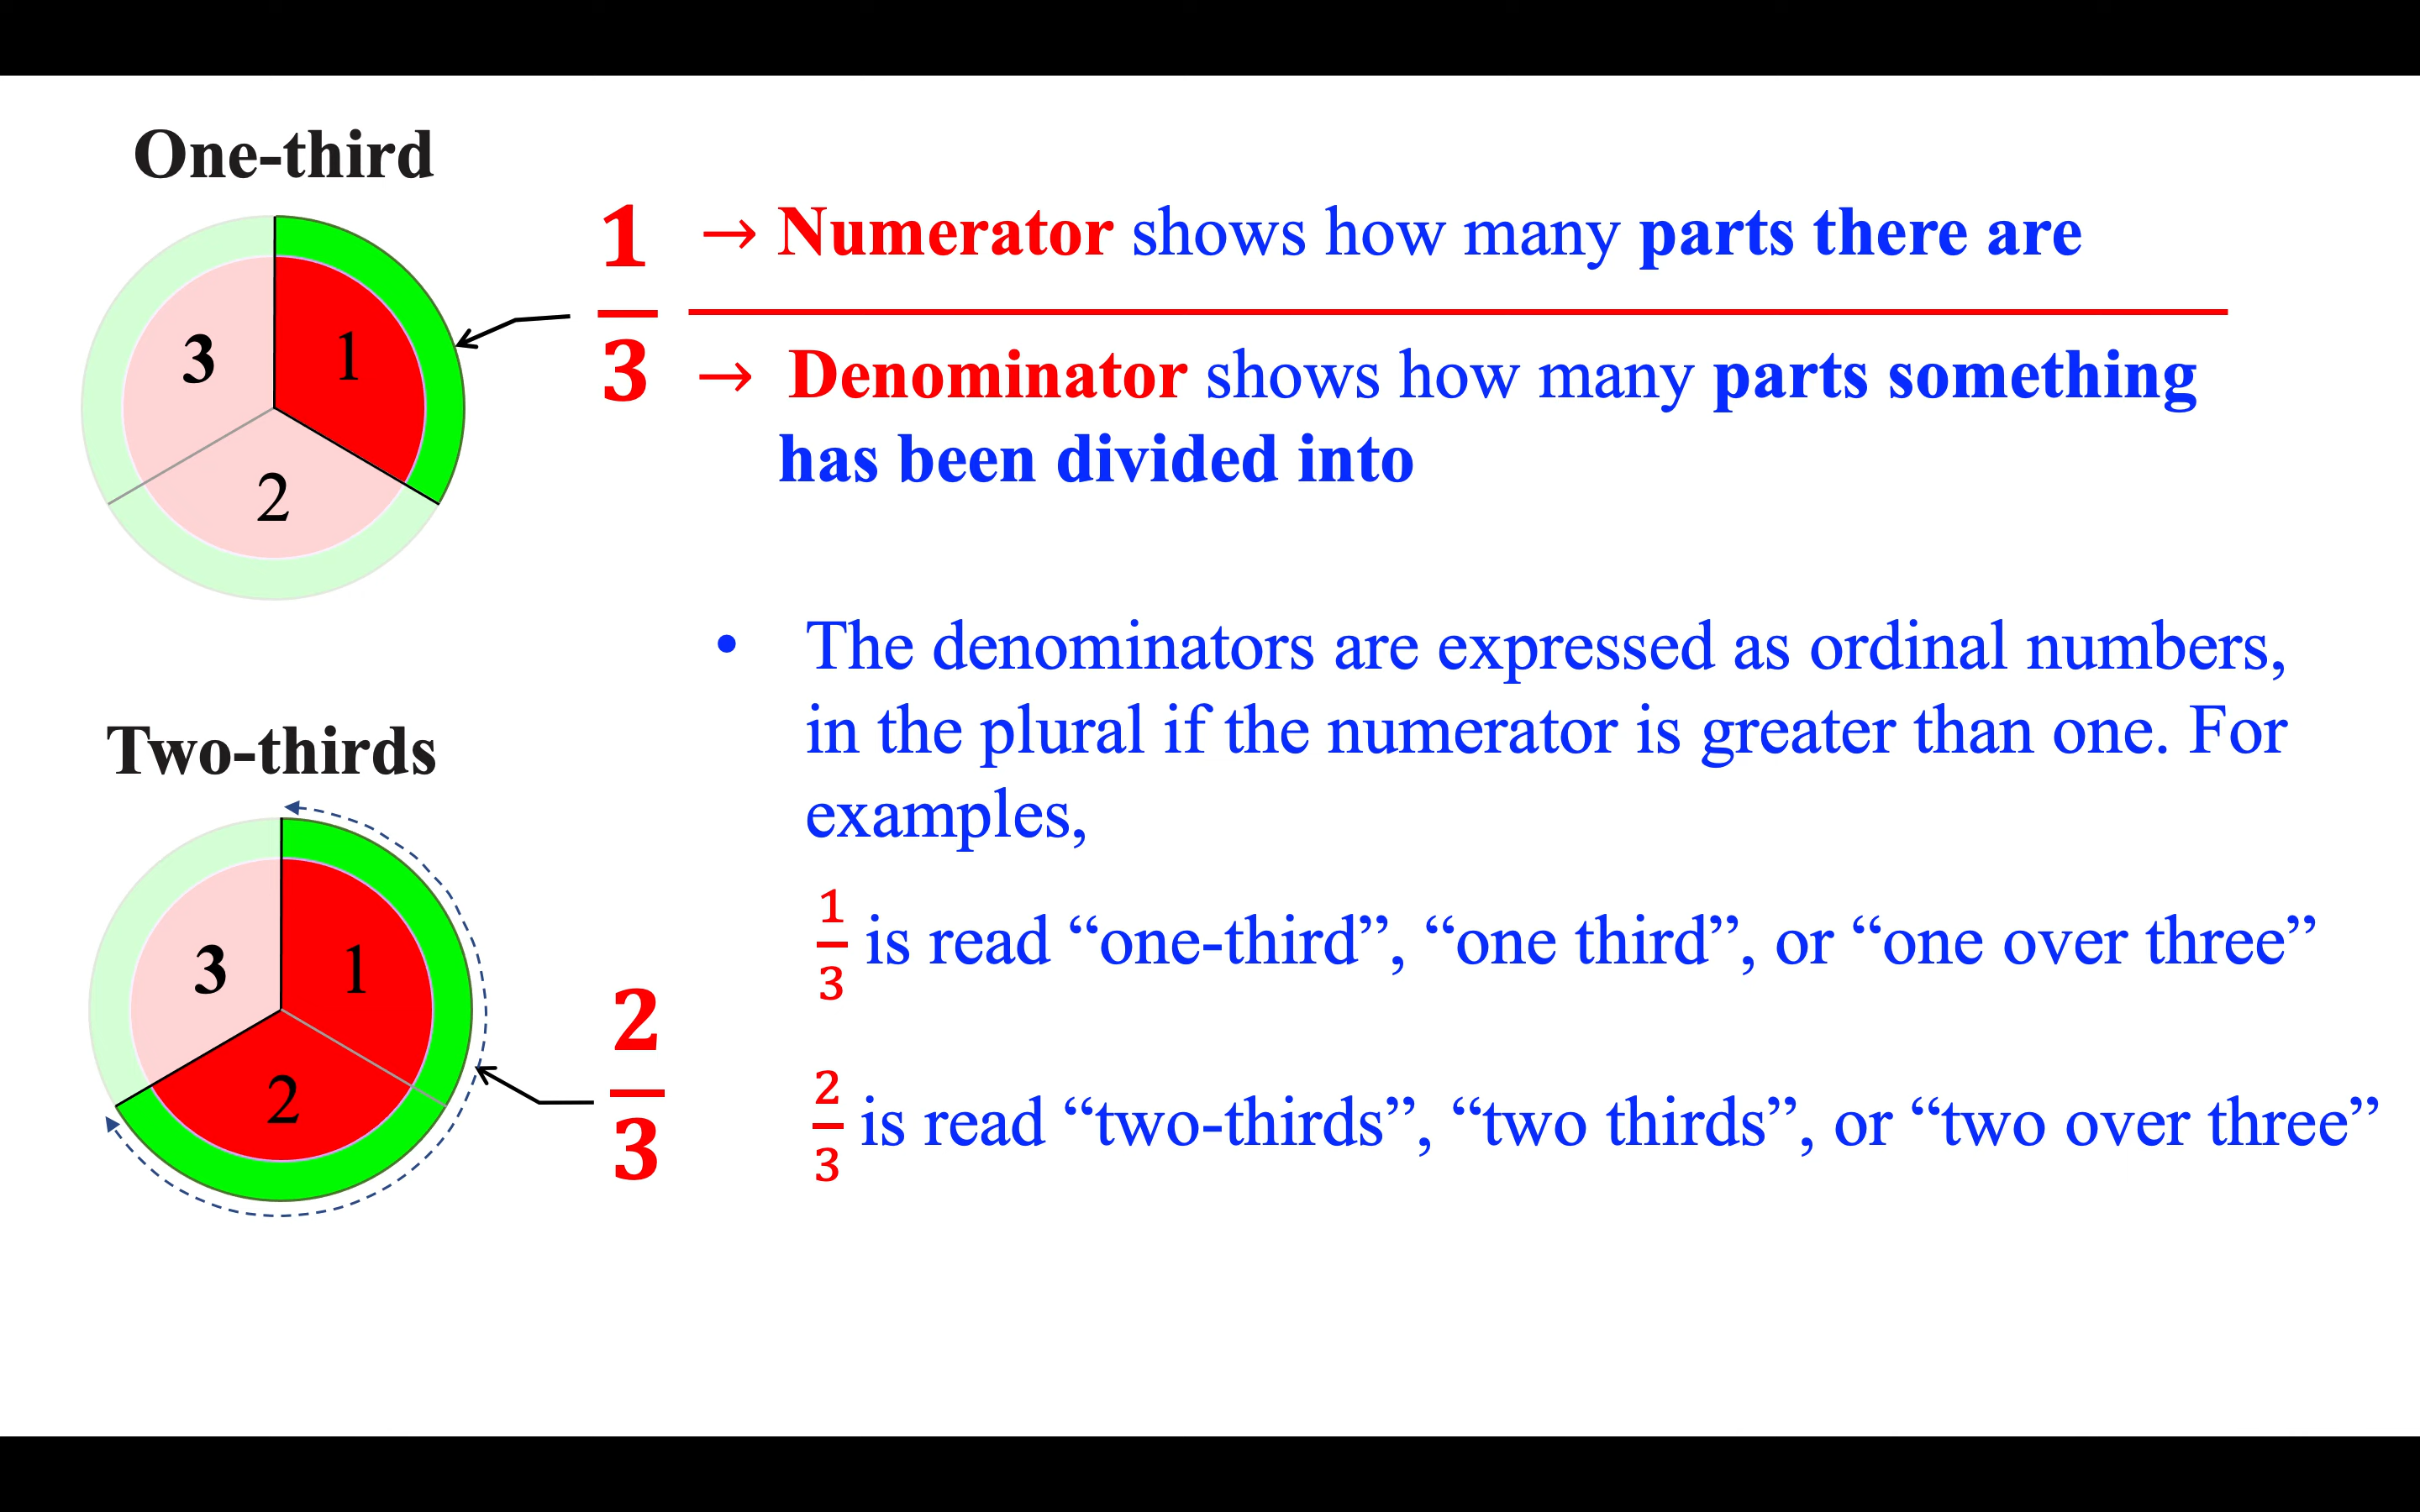 One-third
3
1
2
1
3
→ Numerator shows how many parts there are
→ Denominator shows how many parts something
has been divided into
• The denominators are expressed as ordinal numbers,
in the plural if the numerator is greater than one. For
examples,
1/3 is read “one-third”, “one third”, or “one over three”
Two-thirds
3
1
2
2
3
2/3 is read “two-thirds”, “two thirds”, or “two over three”